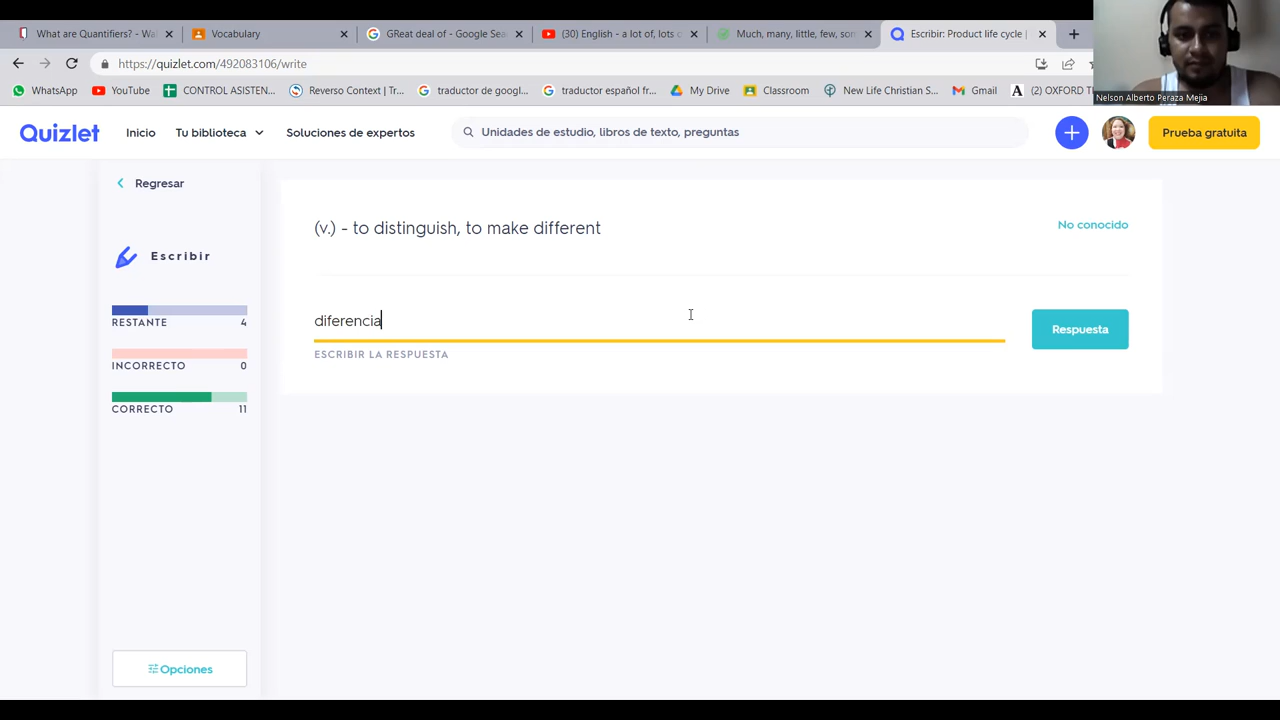 What are Quantifiers? - Wal
Vocabulary
GReat deal of - Google Sea
(30) English - a lot of, lots o
Much, many, little, few, som
Escribir: Product life cycle |
https://quizlet.com/492083106/write
WhatsApp
YouTube
CONTROL ASISTEN...
Reverso Context | Tr...
traductor de googl...
traductor español fr...
My Drive
Classroom
New Life Christian S...
Gmail
(2) OXFORD T
Nelson Alberto Peraza Mejia
Quizlet
Inicio
Tu biblioteca
Soluciones de expertos
Unidades de estudio, libros de texto, preguntas
Prueba gratuita
Regresar
Escribir
RESTANTE 4
INCORRECTO 0
CORRECTO 11
Opciones
(v.) - to distinguish, to make different
No conocido
diferencia
ESCRIBIR LA RESPUESTA
Respuesta